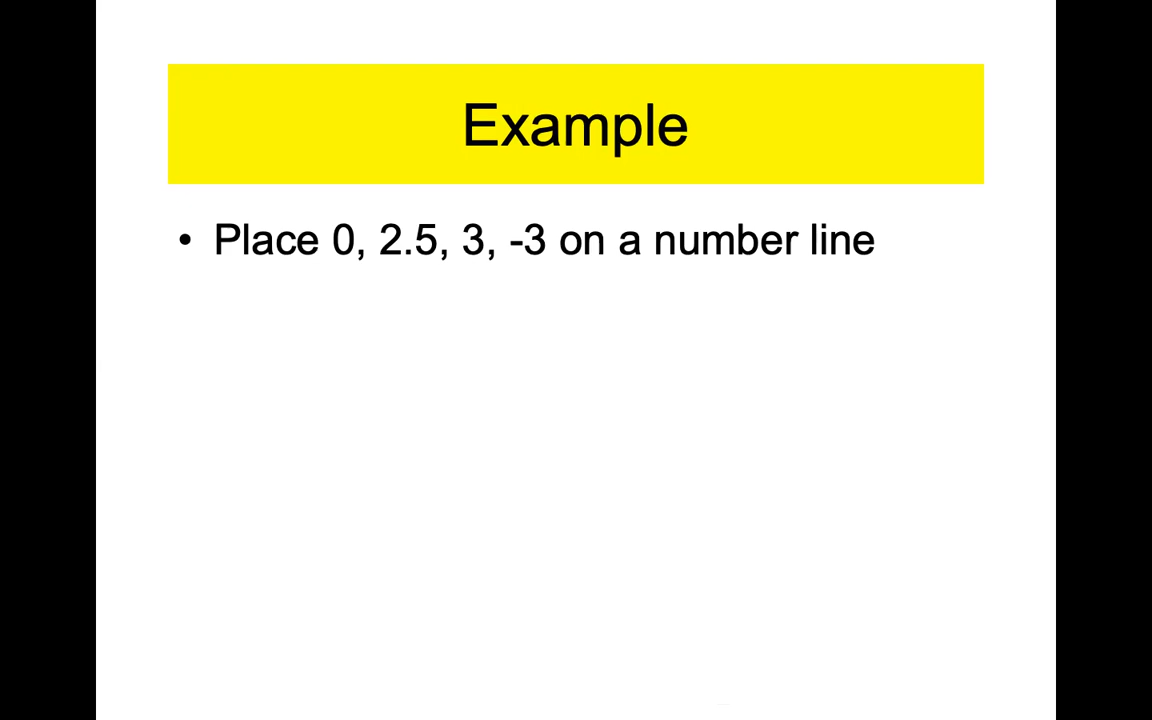 Example
• Place 0, 2.5, 3, -3 on a number line